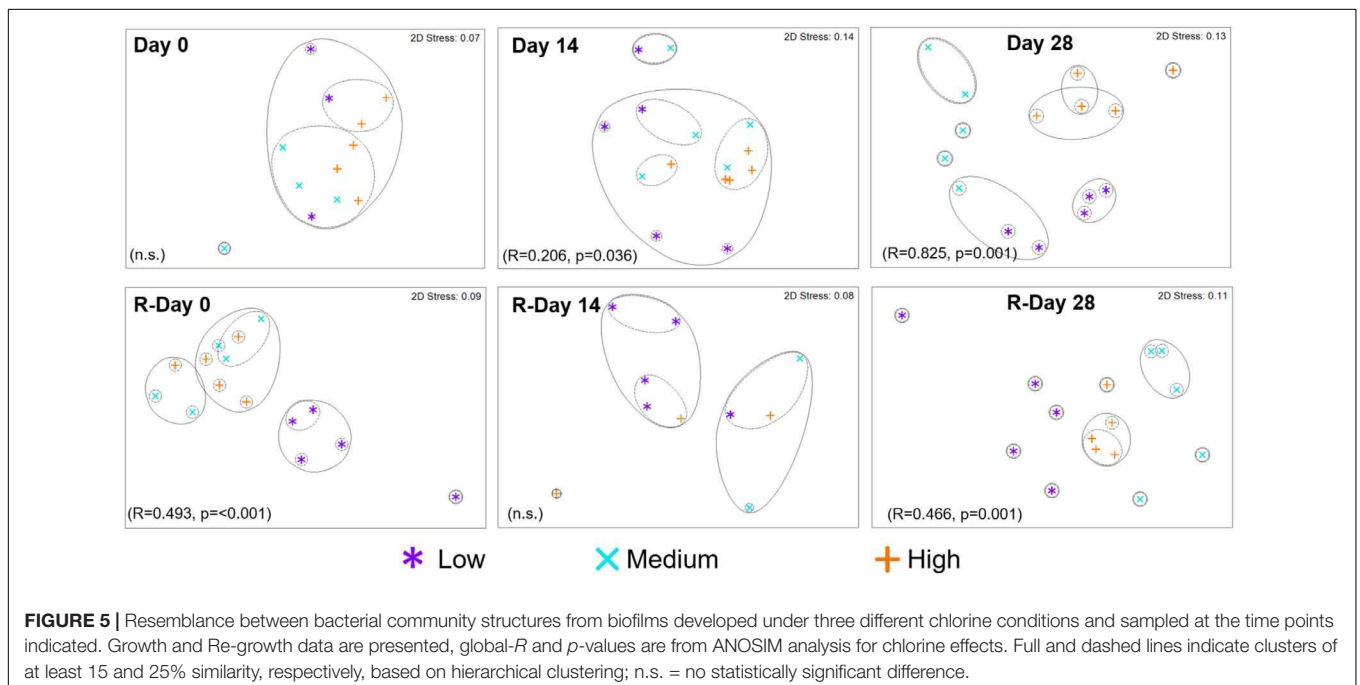 Day 0
2D Stress: 0.07
(n.s.)
Day 14
2D Stress: 0.14
(R=0.206, p=0.036)
Day 28
2D Stress: 0.13
(R=0.825, p=0.001)
R-Day 0
2D Stress: 0.09
(R=0.493, p=<0.001)
R-Day 14
2D Stress: 0.08
(n.s.)
R-Day 28
2D Stress: 0.11
(R=0.466, p=0.001)
Low
Medium
High
FIGURE 5 | Resemblance between bacterial community structures from biofilms developed under three different chlorine conditions and sampled at the time points
indicated. Growth and Re-growth data are presented, global-R and p-values are from ANOSIM analysis for chlorine effects. Full and dashed lines indicate clusters of
at least 15 and 25% similarity, respectively, based on hierarchical clustering; n.s. = no statistically significant difference.